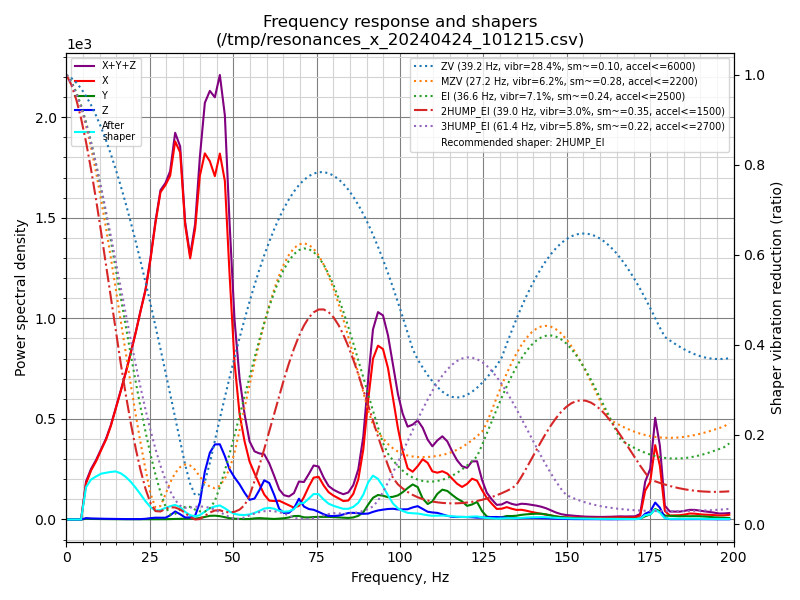 Frequency response and shapers
(/tmp/resonances_x_20240424_101215.csv)
1e3
X+Y+Z
X
Y
Z
After
shaper
ZV (39.2 Hz, vibr=28.4%, sm~=0.10, accel<=6000)
MZV (27.2 Hz, vibr=6.2%, sm~=0.28, accel<=2200)
EI (36.6 Hz, vibr=7.1%, sm~=0.24, accel<=2500)
2HUMP_EI (39.0 Hz, vibr=3.0%, sm~=0.35, accel<=1500)
3HUMP_EI (61.4 Hz, vibr=5.8%, sm~=0.22, accel<=2700)
Recommended shaper: 2HUMP_EI
Power spectral density
2.0
1.5
1.0
0.5
0.0
1.0
0.8
0.6
0.4
0.2
0.0
Shaper vibration reduction (ratio)
0 25 50 75 100 125 150 175 200
Frequency, Hz